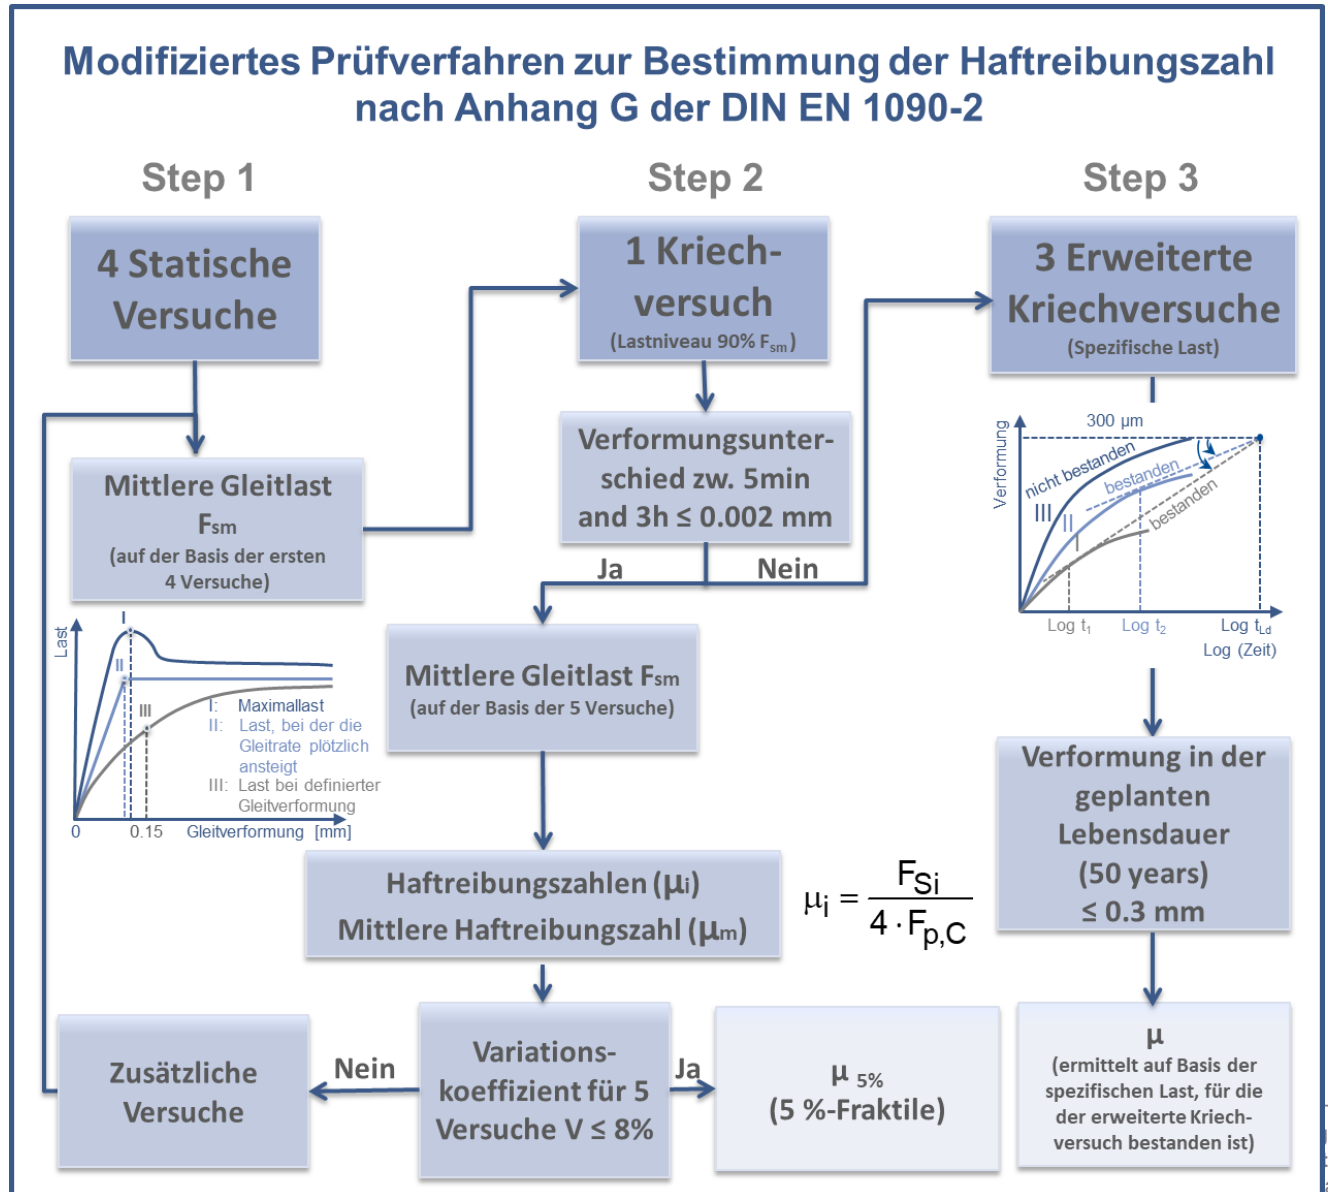 Modifiziertes Prüfverfahren zur Bestimmung der Haftreibungszahl
nach Anhang G der DIN EN 1090-2
Step 1
Step 2
Step 3
4 Statische
Versuche
Mittlere Gleitlast
Fsm
(auf der Basis der ersten
4 Versuche)
Last
I
II
III
I: Maximallast
II: Last, bei der die
Gleitrate plötzlich
ansteigt
III: Last bei definierter
Gleitverformung
0
0.15
Gleitverformung [mm]
1 Kriech-
versuch
(Lastniveau 90% Fsm)
Verformungsunter-
schied zw. 5min
and 3h ≤ 0.002 mm
Ja
Nein
Mittlere Gleitlast Fsm
(auf der Basis der 5 Versuche)
Haftreibungszahlen (μi)
Mittlere Haftreibungszahl (μm)
μi = FSi / 4 · Fp,C
Variations-
koeffizient für 5
Versuche V ≤ 8%
Nein
Ja
Zusätzliche
Versuche
μ 5%
(5 %-Fraktile)
3 Erweiterte
Kriechversuche
(Spezifische Last)
Verformung
300 μm
nicht bestanden
bestanden
bestanden
III
II
I
Log t1
Log t2
Log tLd
Log (Zeit)
Verformung in der
geplanten
Lebensdauer
(50 years)
≤ 0.3 mm
μ
(ermittelt auf Basis der
spezifischen Last, für die
der erweiterte Kriech-
versuch bestanden ist)